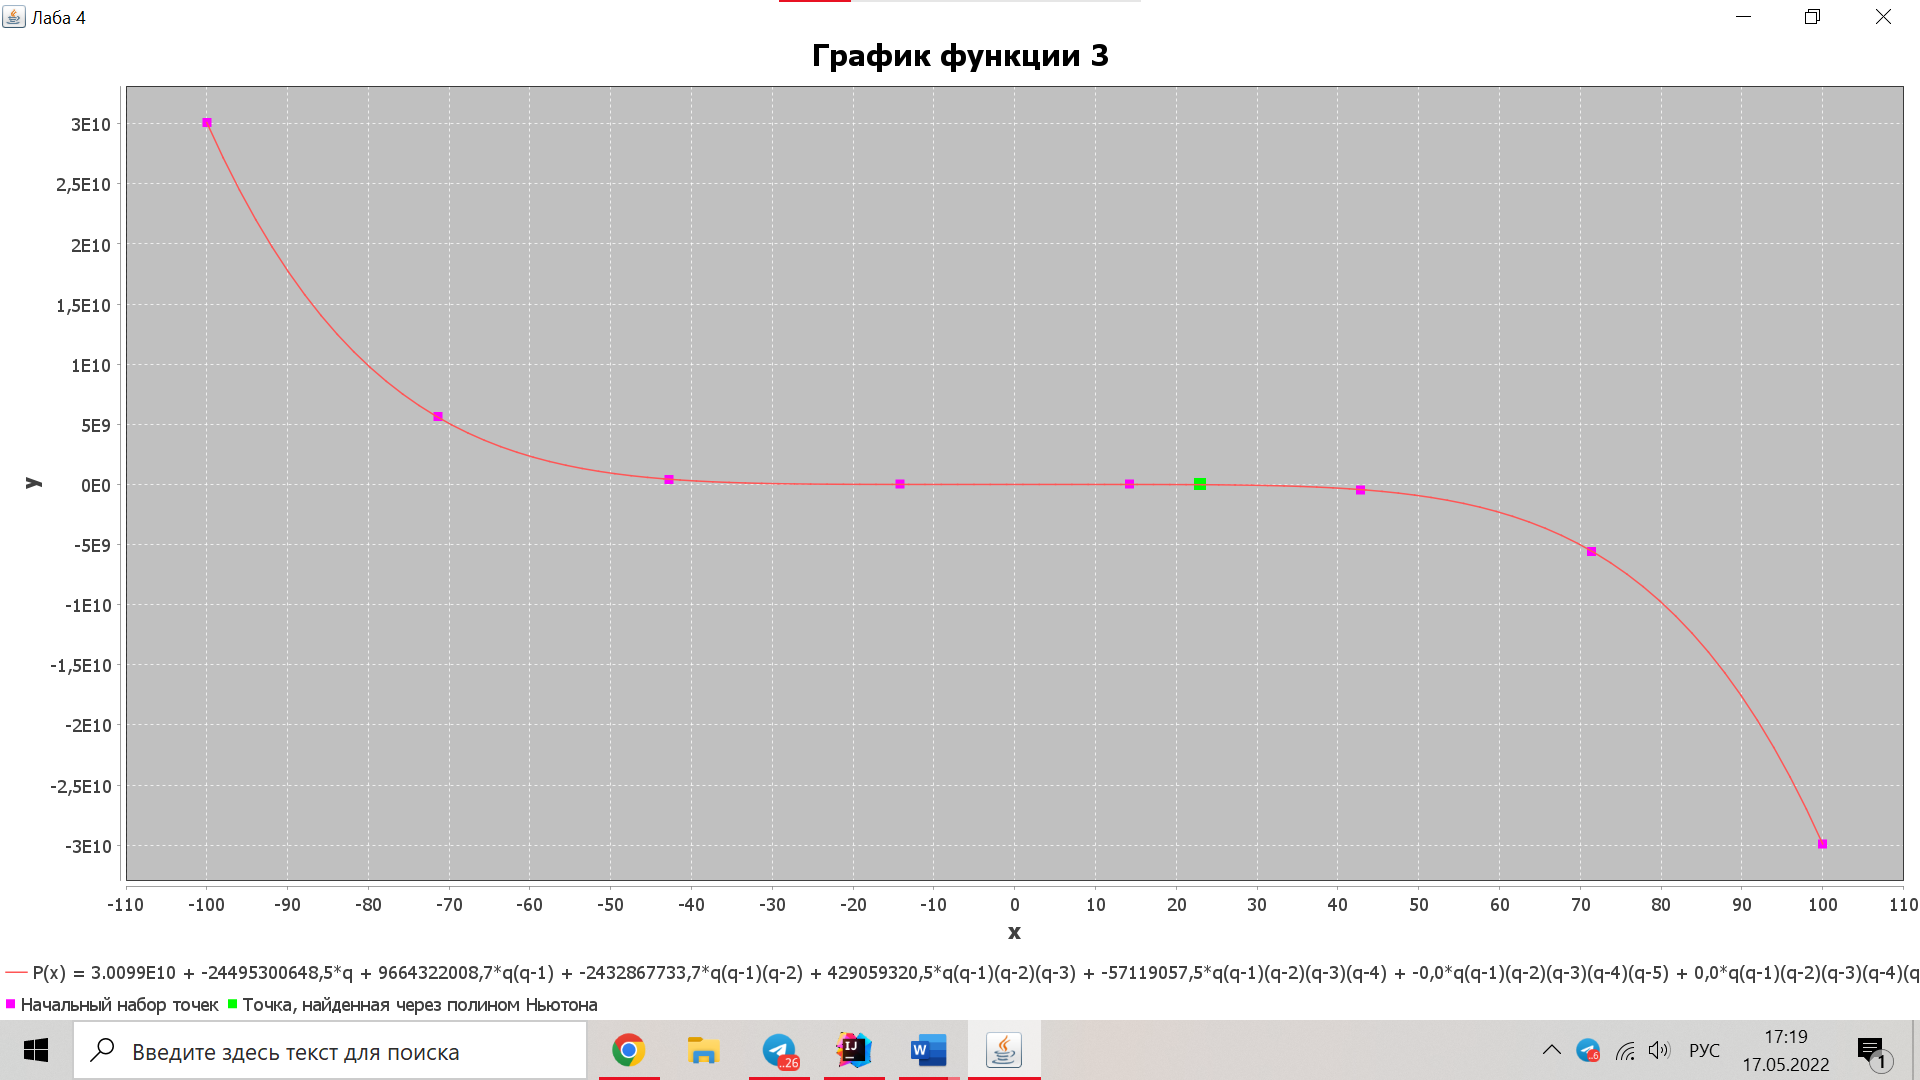 Лаба 4
График функции 3
3E10
2,5E10
2E10
1,5E10
1E10
5E9
0E0
-5E9
-1E10
-1,5E10
-2E10
-2,5E10
-3E10
y
-110 -100 -90 -80 -70 -60 -50 -40 -30 -20 -10 0 10 20 30 40 50 60 70 80 90 100 110
x
P(x) = 3.0099E10 + -24495300648,5*q + 9664322008,7*q(q-1) + -2432867733,7*q(q-1)(q-2) + 429059320,5*q(q-1)(q-2)(q-3) + -57119057,5*q(q-1)(q-2)(q-3)(q-4) + -0,0*q(q-1)(q-2)(q-3)(q-4)(q-5) + 0,0*q(q-1)(q-2)(q-3)(q-4)(q
Начальный набор точек Точка, найденная через полином Ньютона
Введите здесь текст для поиска
..26
IJ
W
..6
РУС
17:19
17.05.2022
1